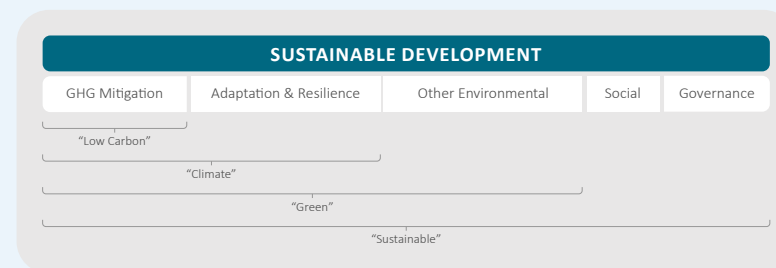 SUSTAINABLE DEVELOPMENT
GHG Mitigation Adaptation & Resilience Other Environmental Social Governance
“Low Carbon”
“Climate”
“Green”
“Sustainable”